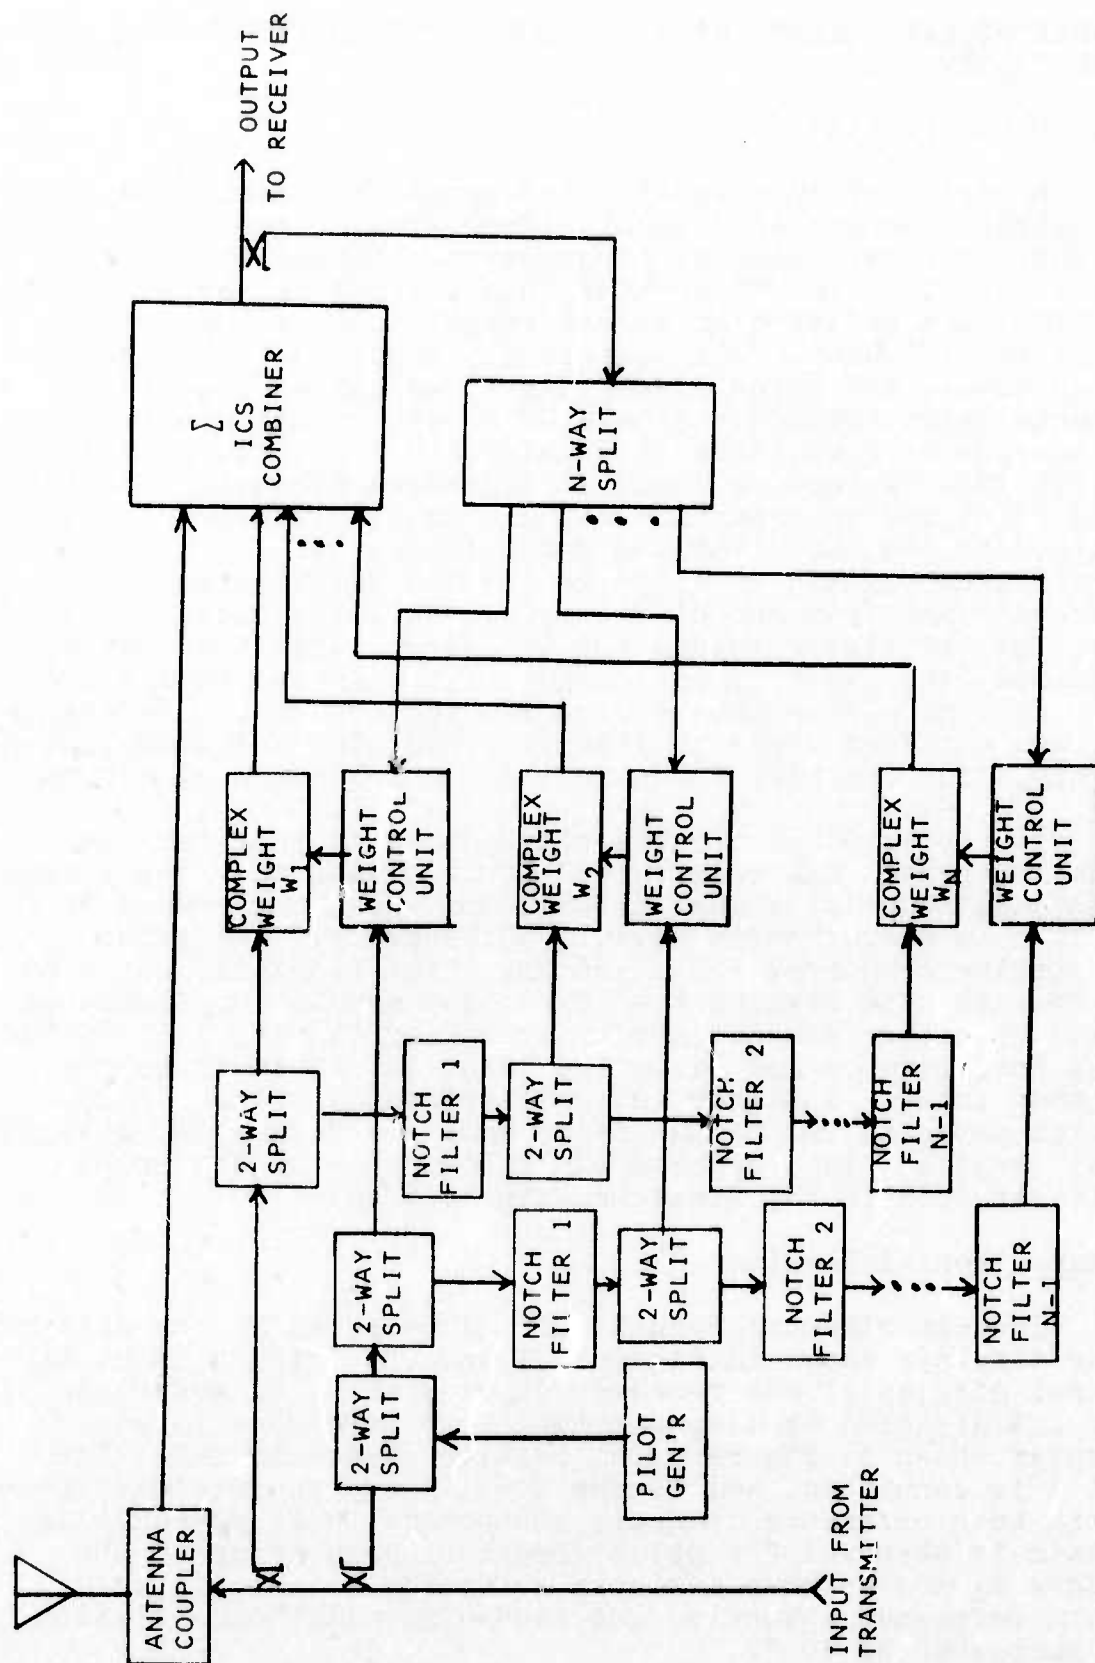 ANTENNA
COUPLER
INPUT FROM
TRANSMITTER
2-WAY
SPLIT
PILOT
GEN'R
2-WAY
SPLIT
2-WAY
SPLIT
NOTCH
FILTER 1
2-WAY
SPLIT
NOTCH
FILTER 2
NOTCH
FILTER
N-1
NOTCH
FILTER 1
2-WAY
SPLIT
NOTCH
FILTER 2
NOTCH
FILTER
N-1
COMPLEX
WEIGHT
W1
WEIGHT
CONTROL
UNIT
COMPLEX
WEIGHT
W2
WEIGHT
CONTROL
UNIT
COMPLEX
WEIGHT
WN
WEIGHT
CONTROL
UNIT
Σ
ICS
COMBINER
N-WAY
SPLIT
OUTPUT
TO RECEIVER